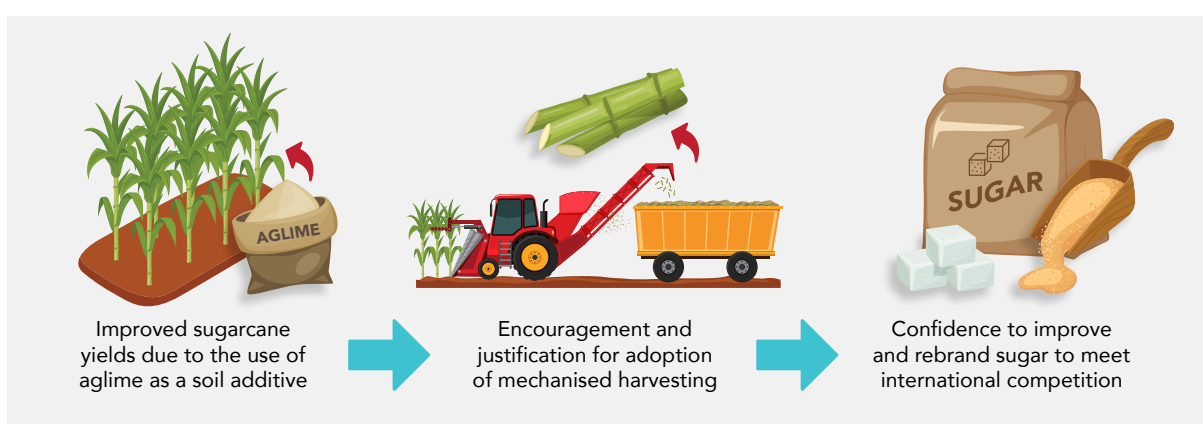 AGLIME
SUGAR
Improved sugarcane
yields due to the use of
aglime as a soil additive
Encouragement and
justification for adoption
of mechanised harvesting
Confidence to improve
and rebrand sugar to meet
international competition